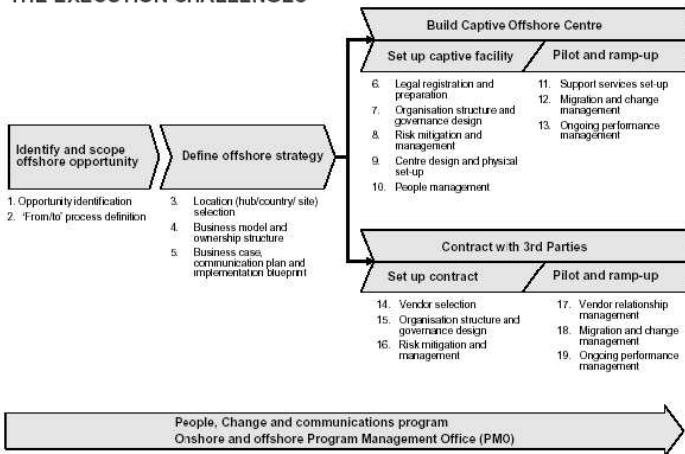 THE EXECUTION CHALLENGES
Identify and scope
offshore opportunity
1. Opportunity identification
2. 'From/to' process definition
Define offshore strategy
3. Location (hub/country/ site)
selection
4. Business model and
ownership structure
5. Business case,
communication plan and
implementation blueprint
Build Captive Offshore Centre
Set up captive facility
6. Legal registration and
preparation
7. Organisation structure and
governance design
8. Risk mitigation and
management
9. Centre design and physical
set-up
10. People management
Pilot and ramp-up
11. Support services set-up
12. Migration and change
management
13. Ongoing performance
management
Contract with 3rd Parties
Set up contract
14. Vendor selection
15. Organisation structure and
governance design
16. Risk mitigation and
management
Pilot and ramp-up
17. Vendor relationship
management
18. Migration and change
management
19. Ongoing performance
management
People, Change and communications program
Onshore and offshore Program Management Office (PMO)